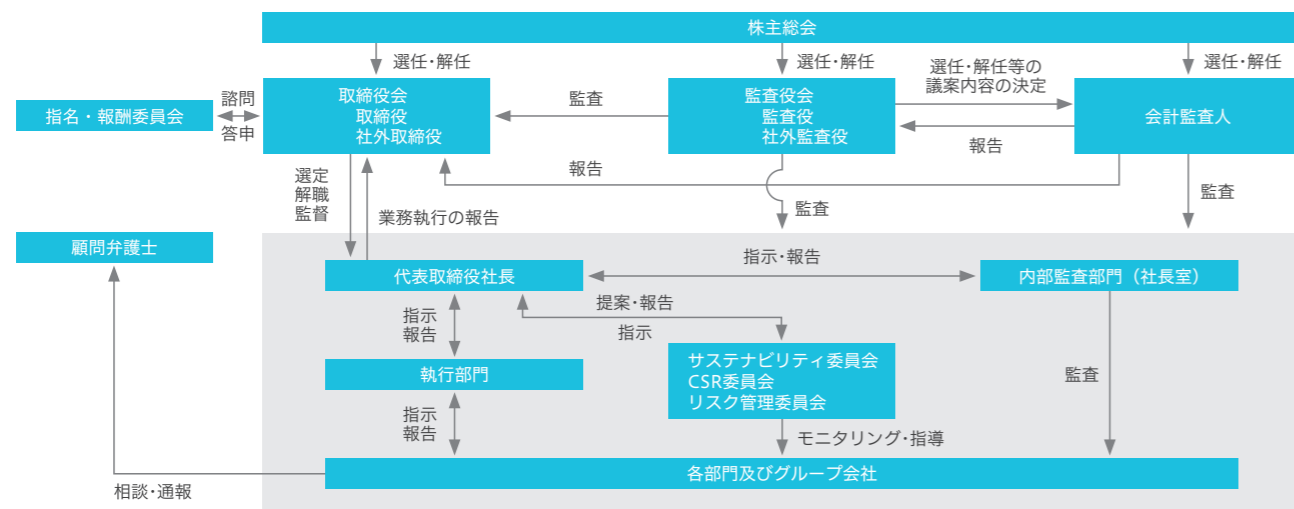 株主総会
選任・解任
選任・解任
選任・解任
選任・解任等の
議案内容の決定
指名・報酬委員会
諮問
答申
取締役会
取締役
社外取締役
監査
監査役会
監査役
社外監査役
会計監査人
報告
報告
選定
解職
監督
業務執行の報告
監査
監査
顧問弁護士
代表取締役社長
指示・報告
内部監査部門（社長室）
指示
報告
提案・報告
指示
執行部門
サステナビリティ委員会
CSR委員会
リスク管理委員会
監査
指示
報告
モニタリング・指導
各部門及びグループ会社
相談・通報